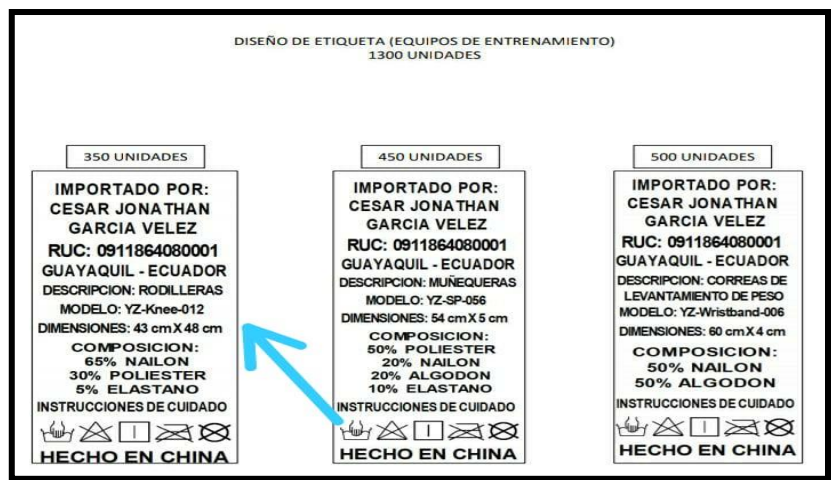 DISEÑO DE ETIQUETA (EQUIPOS DE ENTRENAMIENTO)
1300 UNIDADES
350 UNIDADES
IMPORTADO POR:
CESAR JONATHAN
GARCIA VELEZ
RUC: 0911864080001
GUAYAQUIL - ECUADOR
DESCRIPCION: RODILLERAS
MODELO: YZ-Knee-012
DIMENSIONES: 43 cm X 48 cm
COMPOSICION:
65% NAILON
30% POLIESTER
5% ELASTANO
INSTRUCCIONES DE CUIDADO
HECHO EN CHINA
450 UNIDADES
IMPORTADO POR:
CESAR JONATHAN
GARCIA VELEZ
RUC: 0911864080001
GUAYAQUIL - ECUADOR
DESCRIPCION: MUÑEQUERAS
MODELO: YZ-SP-056
DIMENSIONES: 54 cm X 5 cm
COMPOSICION:
50% POLIESTER
20% NAILON
20% ALGODON
10% ELASTANO
INSTRUCCIONES DE CUIDADO
HECHO EN CHINA
500 UNIDADES
IMPORTADO POR:
CESAR JONATHAN
GARCIA VELEZ
RUC: 0911864080001
GUAYAQUIL - ECUADOR
DESCRIPCION: CORREAS DE
LEVANTAMIENTO DE PESO
MODELO: YZ-Wristband-006
DIMENSIONES: 60 cm X 4 cm
COMPOSICION:
50% NAILON
50% ALGODON
INSTRUCCIONES DE CUIDADO
HECHO EN CHINA